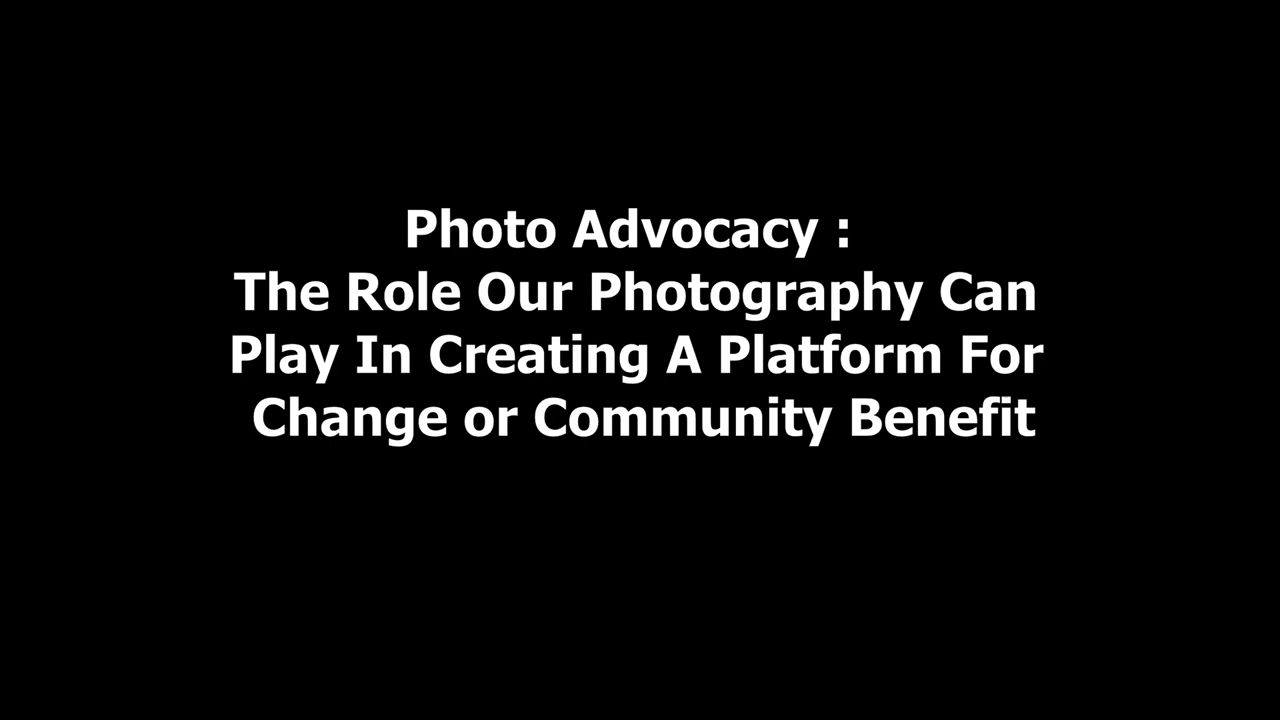 Photo Advocacy :
The Role Our Photography Can
Play In Creating A Platform For
Change or Community Benefit